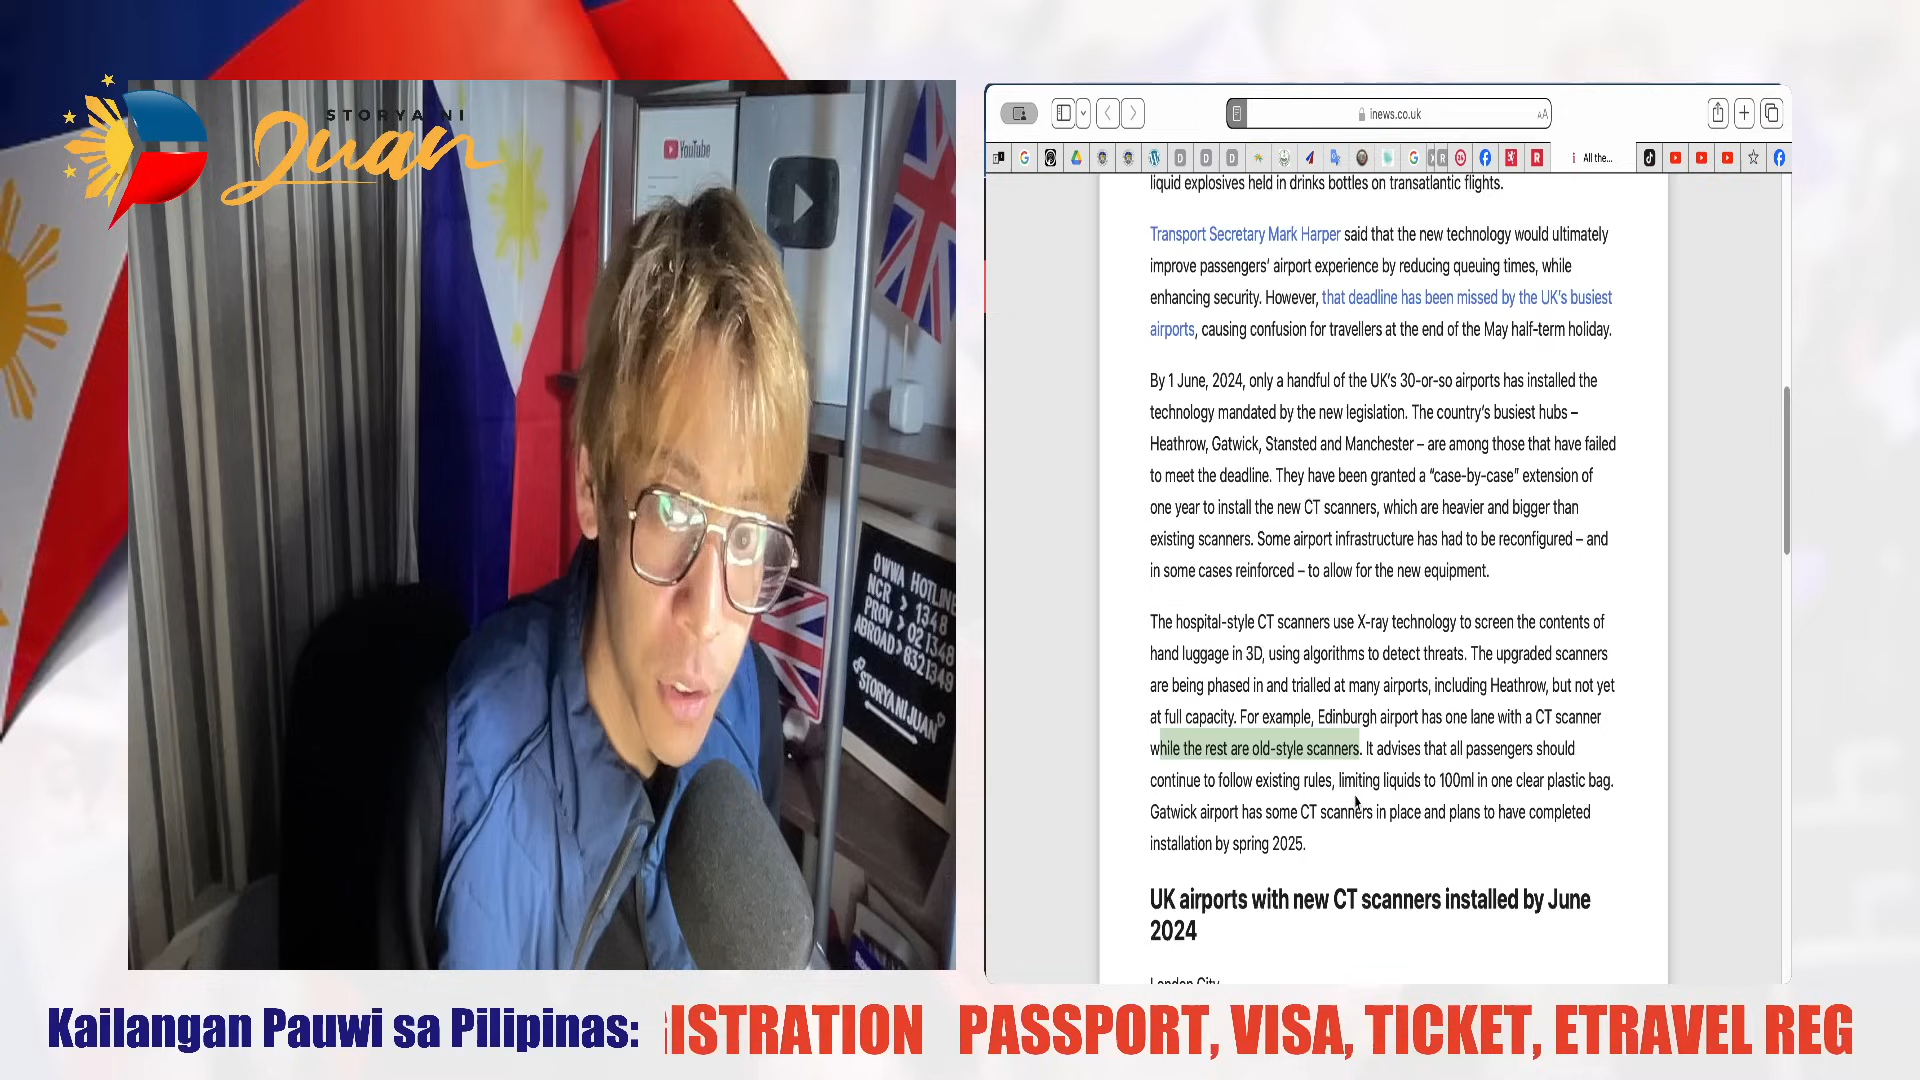 STORYA NI
Juan
YouTube
OWWA HOTLINE
NCR > 1348
PROV > 02 1348
ABROAD > 6321348
STORYANIJUAN
inews.co.uk
AA
All the...
liquid explosives held in drinks bottles on transatlantic flights.
Transport Secretary Mark Harper said that the new technology would ultimately
improve passengers’ airport experience by reducing queuing times, while
enhancing security. However, that deadline has been missed by the UK’s busiest
airports, causing confusion for travellers at the end of the May half-term holiday.
By 1 June, 2024, only a handful of the UK’s 30-or-so airports has installed the
technology mandated by the new legislation. The country’s busiest hubs –
Heathrow, Gatwick, Stansted and Manchester – are among those that have failed
to meet the deadline. They have been granted a “case-by-case” extension of
one year to install the new CT scanners, which are heavier and bigger than
existing scanners. Some airport infrastructure has had to be reconfigured – and
in some cases reinforced – to allow for the new equipment.
The hospital-style CT scanners use X-ray technology to screen the contents of
hand luggage in 3D, using algorithms to detect threats. The upgraded scanners
are being phased in and trialled at many airports, including Heathrow, but not yet
at full capacity. For example, Edinburgh airport has one lane with a CT scanner
while the rest are old-style scanners. It advises that all passengers should
continue to follow existing rules, limiting liquids to 100ml in one clear plastic bag.
Gatwick airport has some CT scanners in place and plans to have completed
installation by spring 2025.
UK airports with new CT scanners installed by June
2024
London City
Kailangan Pauwi sa Pilipinas: ISTRATION PASSPORT, VISA, TICKET, ETRAVEL REG